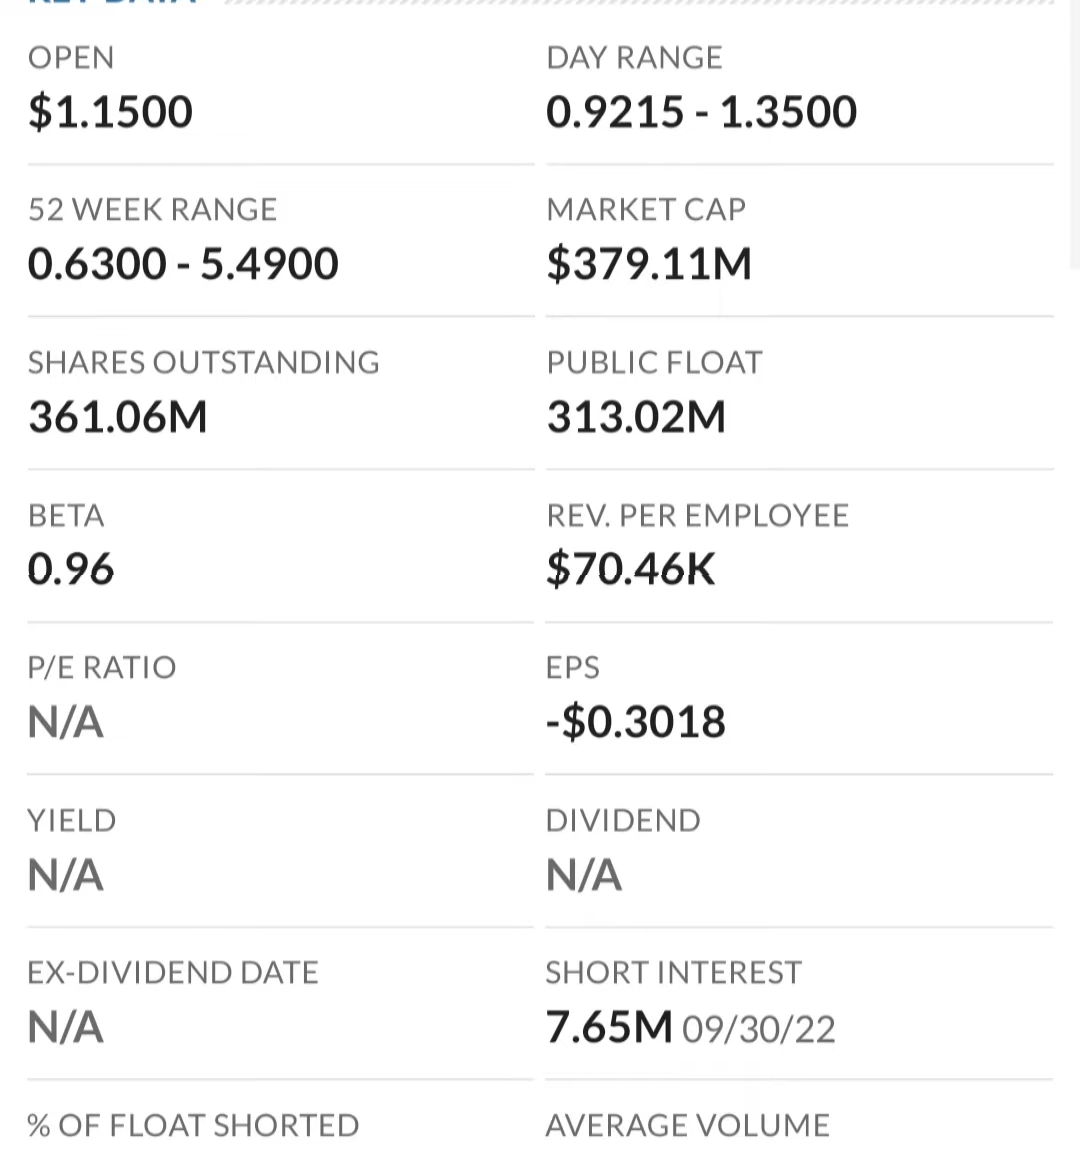 KEY DATA
OPEN
$1.1500
DAY RANGE
0.9215 - 1.3500
52 WEEK RANGE
0.6300 - 5.4900
MARKET CAP
$379.11M
SHARES OUTSTANDING
361.06M
PUBLIC FLOAT
313.02M
BETA
0.96
REV. PER EMPLOYEE
$70.46K
P/E RATIO
N/A
EPS
-$0.3018
YIELD
N/A
DIVIDEND
N/A
EX-DIVIDEND DATE
N/A
SHORT INTEREST
7.65M 09/30/22
% OF FLOAT SHORTED
AVERAGE VOLUME